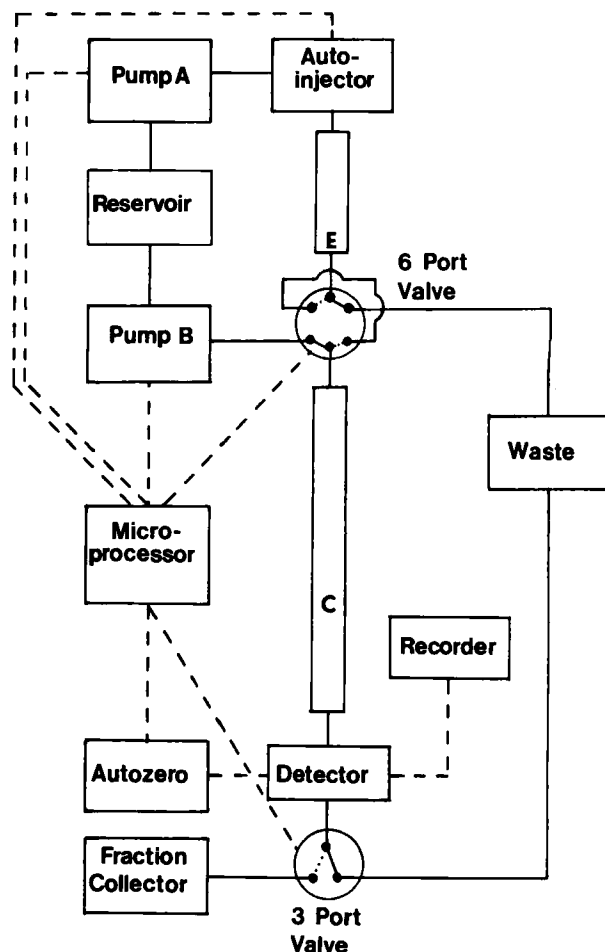 Pump A
Auto-
injector
Reservoir
E
6 Port
Valve
Pump B
Waste
Micro-
processor
C
Recorder
Autozero
Detector
Fraction
Collector
3 Port
Valve